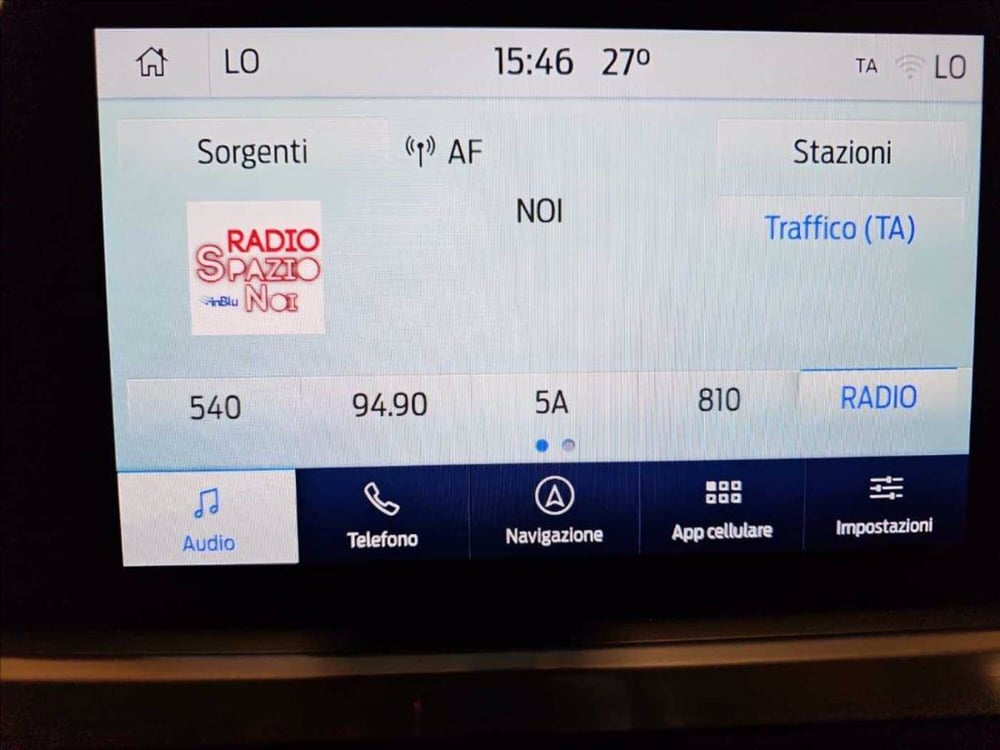 LO 15:46 27º TA LO
Sorgenti AF Stazioni
NOI
Traffico (TA)
RADIO
SPAZIO
inBlu NOI
540 94.90 5A 810 RADIO
Audio Telefono Navigazione App cellulare Impostazioni